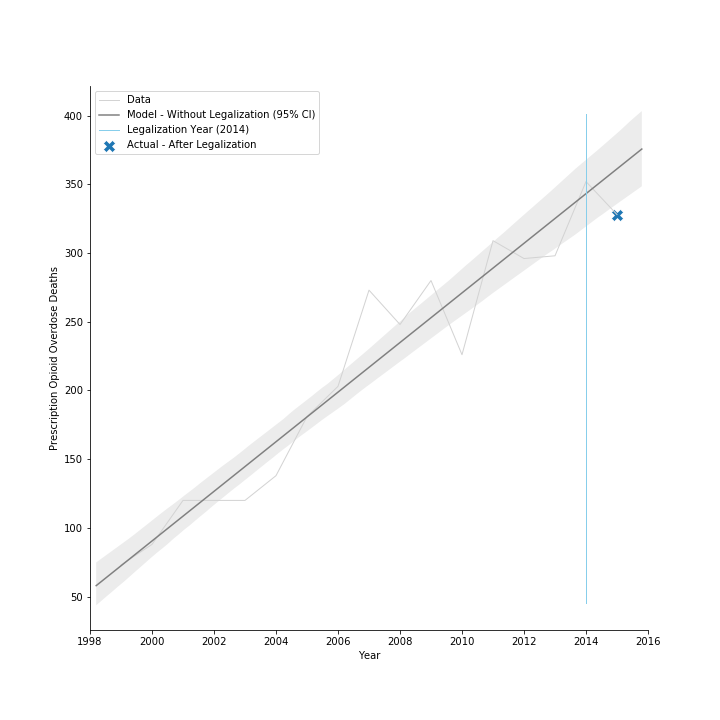 Data
Model - Without Legalization (95% CI)
Legalization Year (2014)
Actual - After Legalization
400
350
300
250
200
150
100
50
Prescription Opioid Overdose Deaths
1998 2000 2002 2004 2006 2008 2010 2012 2014 2016
Year